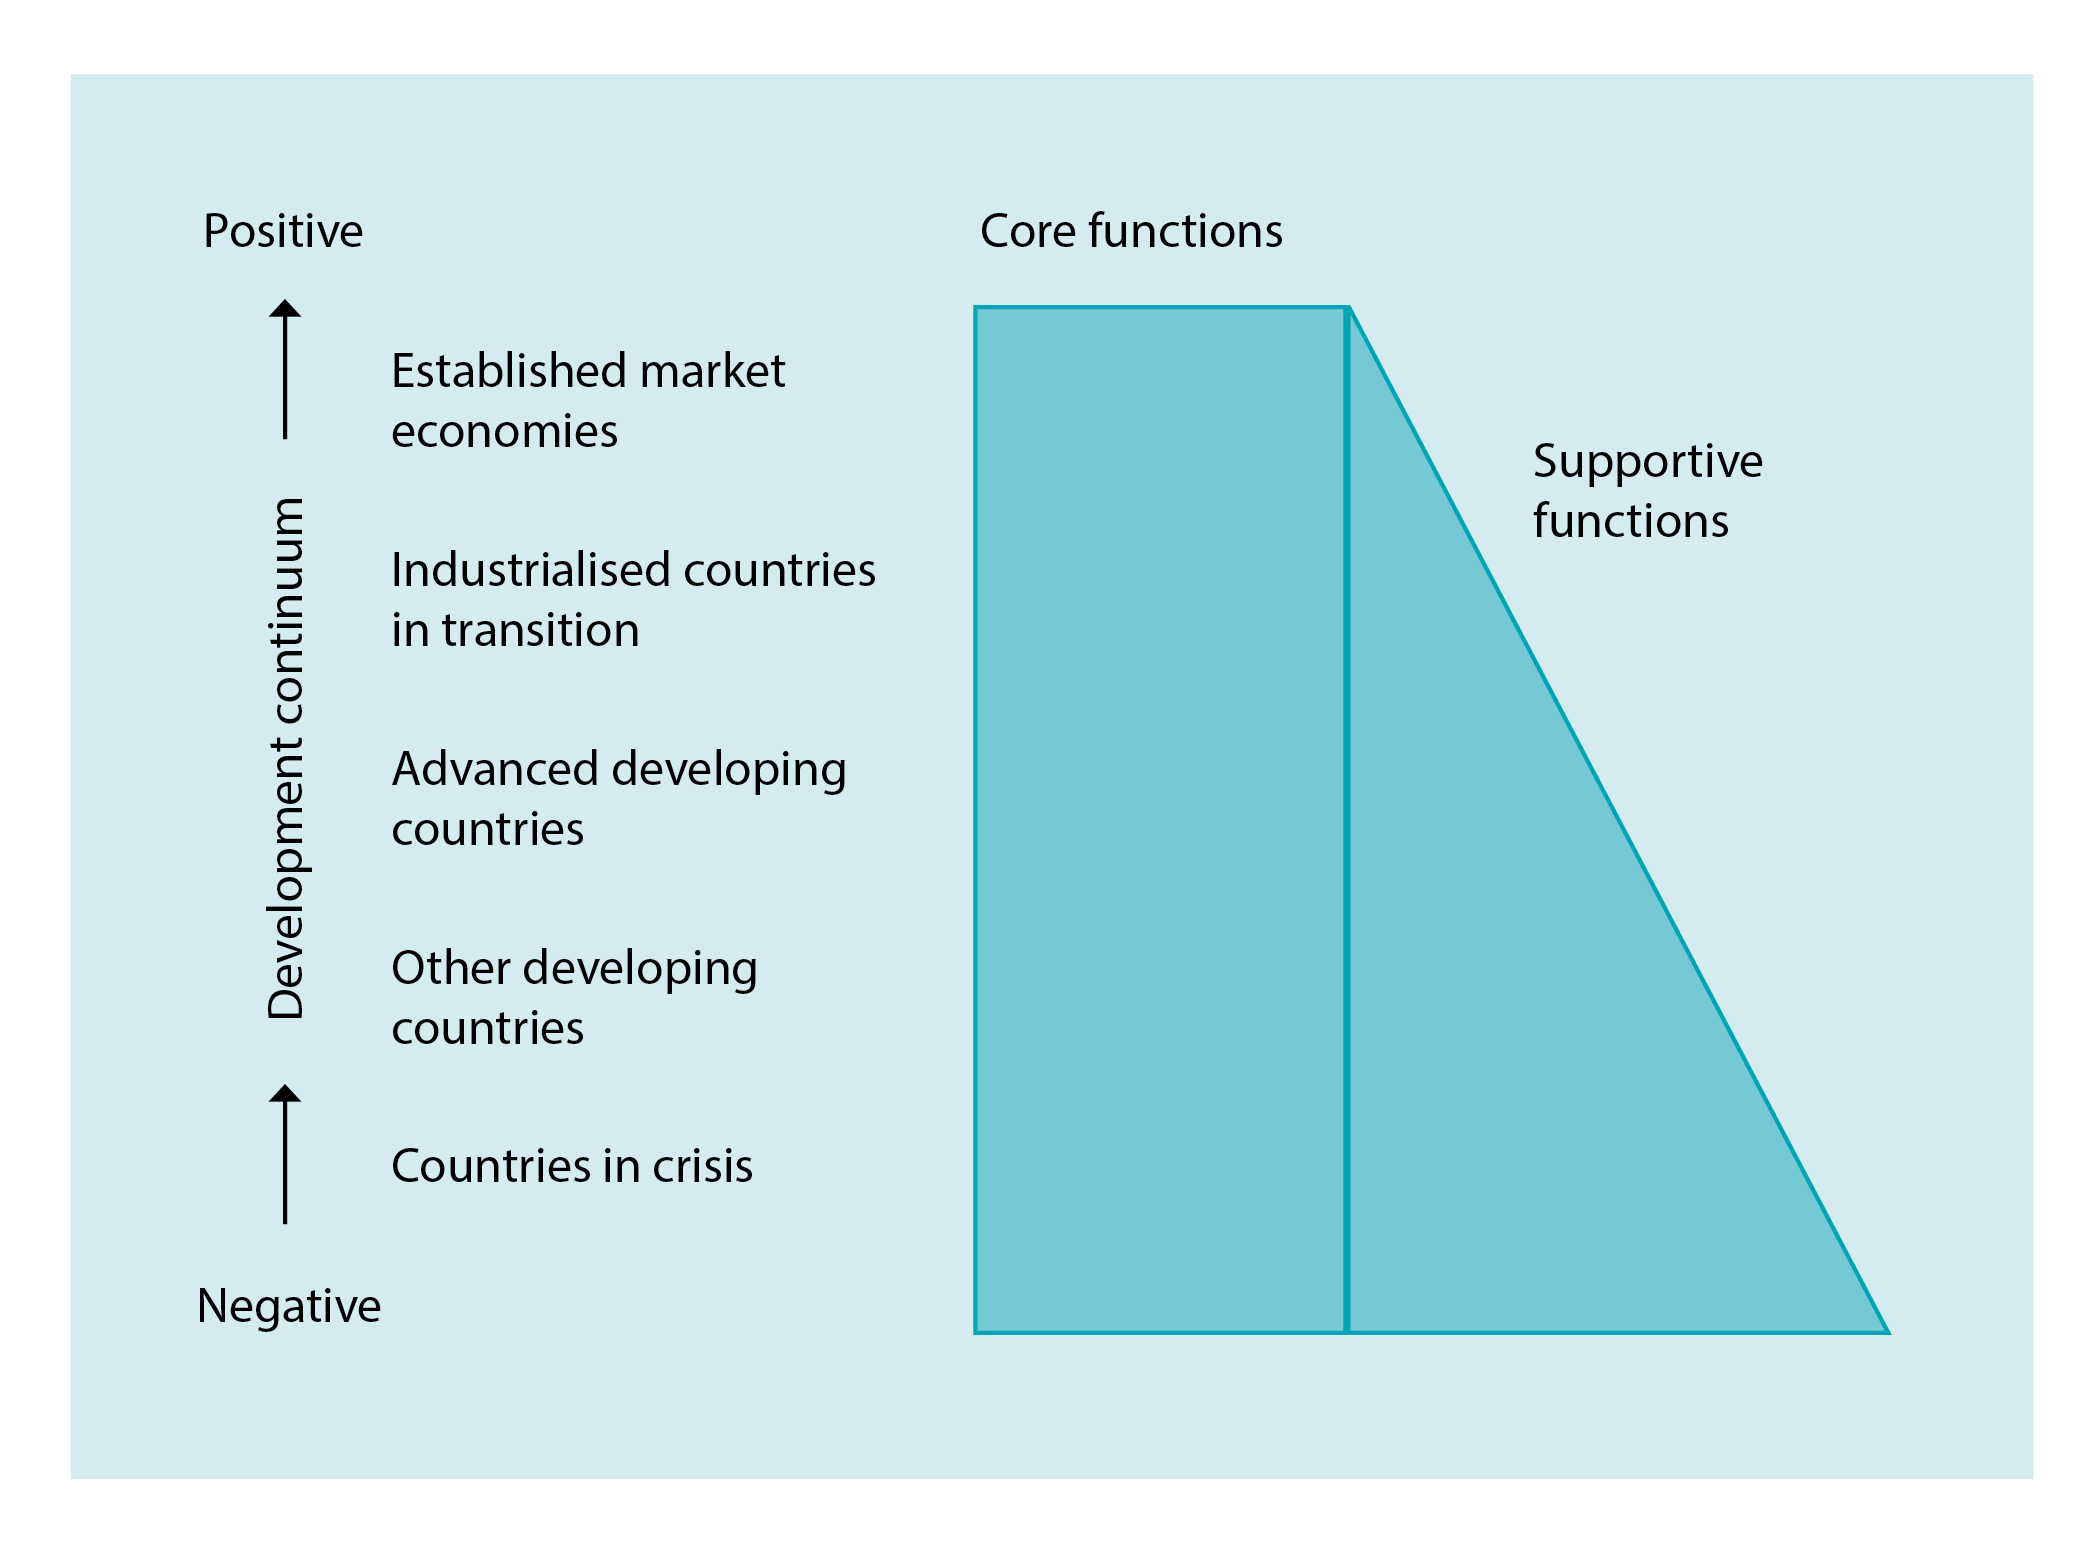 Positive
Core functions
Established market
economies
Supportive
functions
Industrialised countries
in transition
Development continuum
Advanced developing
countries
Other developing
countries
Countries in crisis
Negative